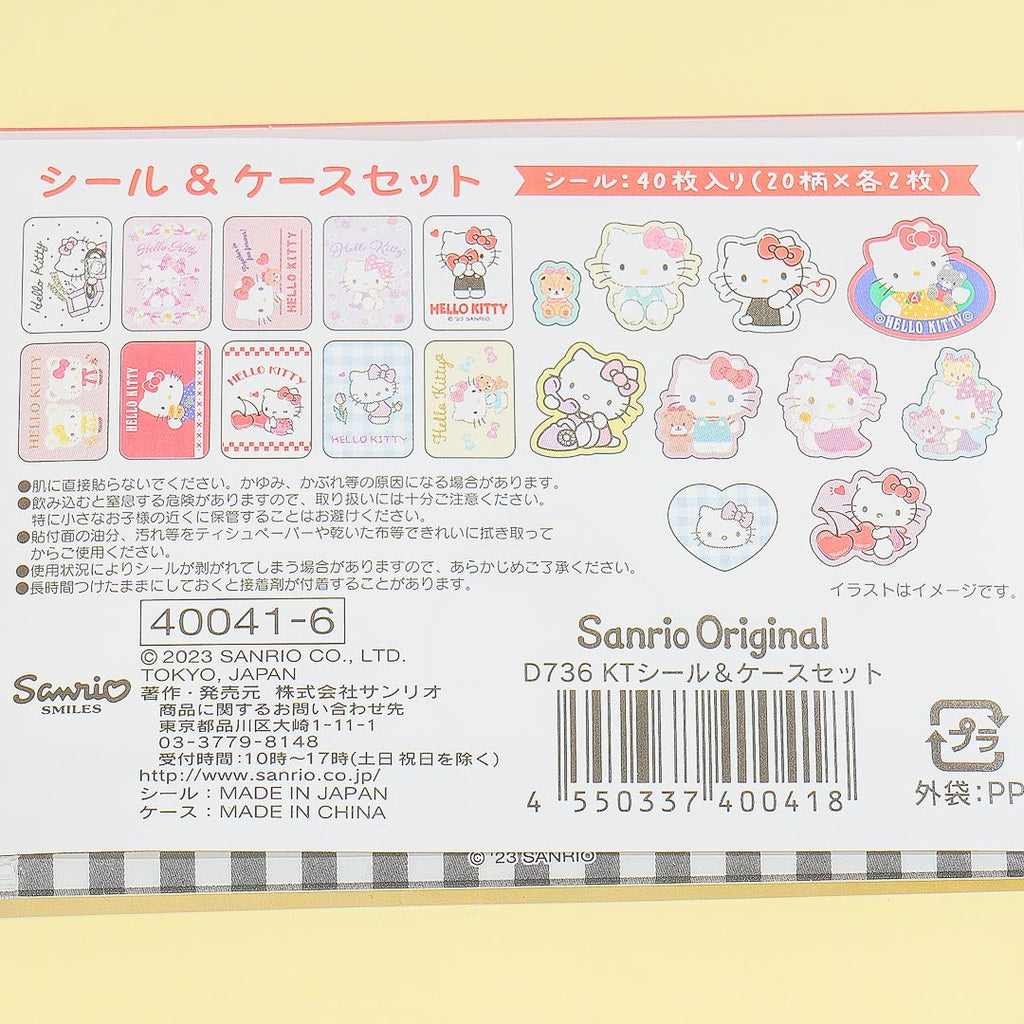 シール & ケースセット
シール：40枚入り(20柄×各2枚)
Hello Kitty
Hello Kitty
HELLO KITTY
Hello Kitty
HELLO KITTY
© '23 SANRIO
HELLO KITTY
HELLO KITTY
HELLO KITTY
HELLO KITTY
HELLO KITTY
Hello Kitty
●肌に直接貼らないでください。かゆみ、かぶれ等の原因になる場合があります。
●飲み込むと窒息する危険がありますので、取り扱いには十分ご注意ください。
特に小さなお子様の近くに保管することはお避けください。
●貼付面の油分、汚れ等をティシュペーパーや乾いた布等できれいに拭き取って
からご使用ください。
●使用状況によりシールが剥がれてしまう場合がありますので、あらかじめご了承ください。
●長時間つけたままにしておくと接着剤が付着することがあります。
イラストはイメージです。
40041-6
© 2023 SANRIO CO., LTD.
TOKYO, JAPAN
Sanrio
SMILES
著作・発売元 株式会社サンリオ
商品に関するお問い合わせ先
東京都品川区大崎1-11-1
03-3779-8148
受付時間：10時〜17時(土日祝日を除く)
http://www.sanrio.co.jp/
シール：MADE IN JAPAN
ケース：MADE IN CHINA
Sanrio Original
D736 KTシール＆ケースセット
4 550337 400418
プラ
外袋：PP
© '23 SANRIO